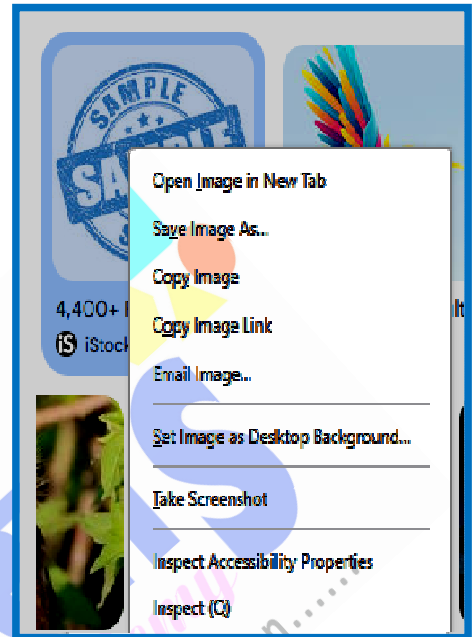 SAMPLE
SA
4,400+
iStock
Open Image in New Tab
Save Image As...
Copy Image
Copy Image Link
Email Image...
Set Image as Desktop Background...
Take Screenshot
Inspect Accessibility Properties
Inspect (Q)